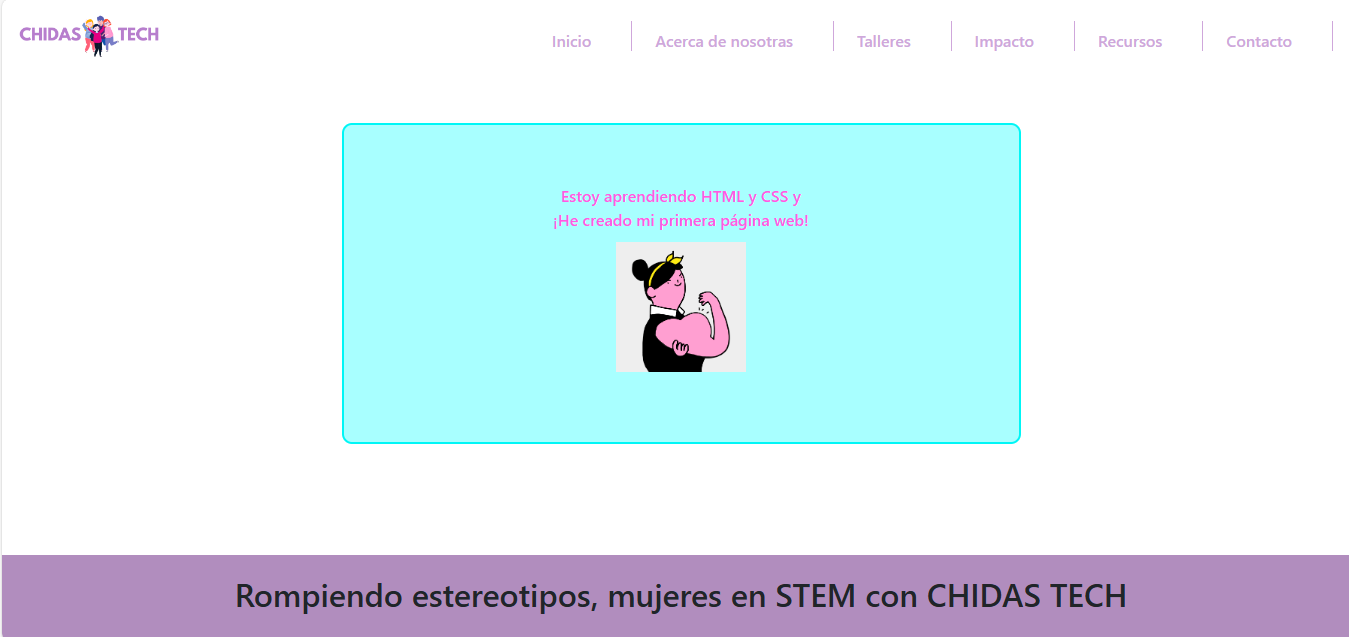 CHIDAS TECH
Inicio
Acerca de nosotras
Talleres
Impacto
Recursos
Contacto
Estoy aprendiendo HTML y CSS y
¡He creado mi primera página web!
Rompiendo estereotipos, mujeres en STEM con CHIDAS TECH